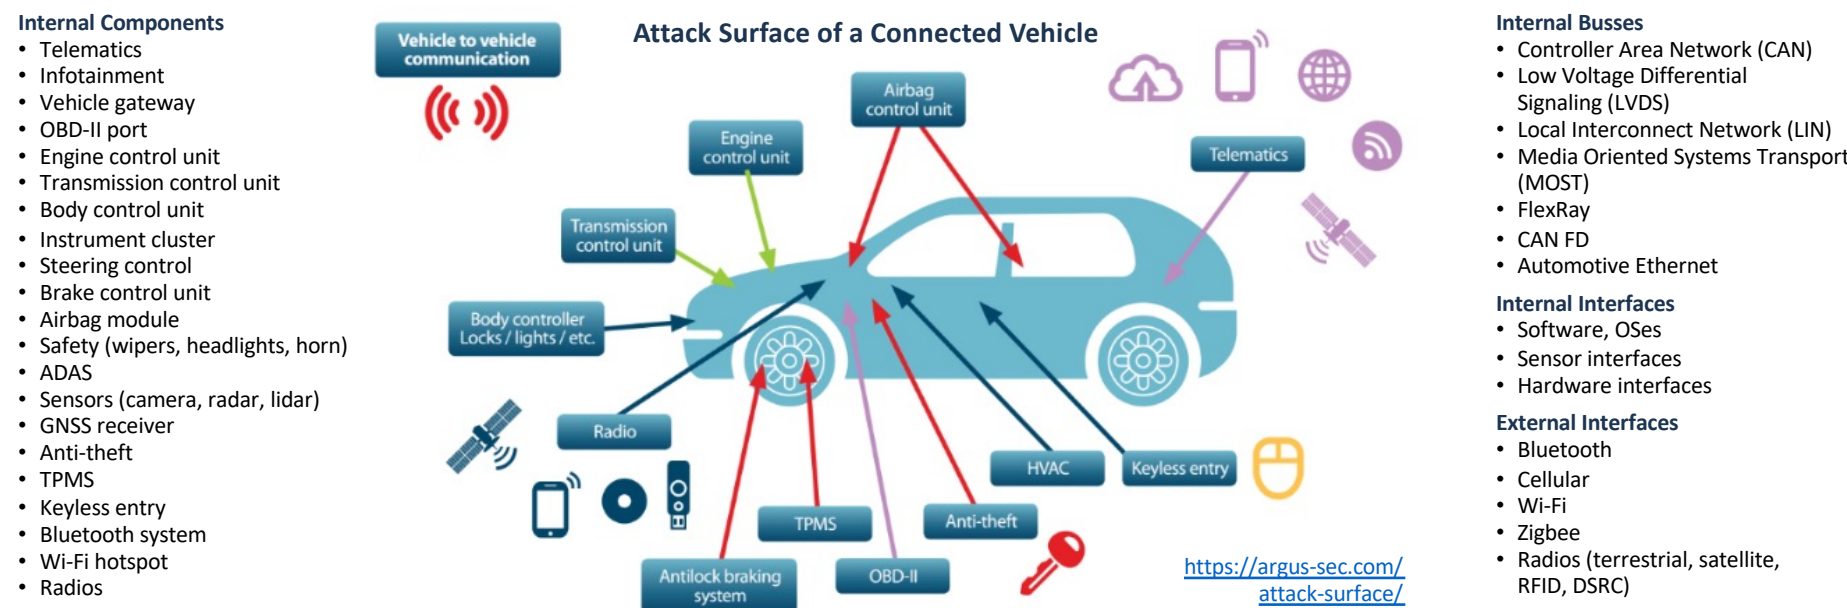 Internal Components
• Telematics
• Infotainment
• Vehicle gateway
• OBD-II port
• Engine control unit
• Transmission control unit
• Body control unit
• Instrument cluster
• Steering control
• Brake control unit
• Airbag module
• Safety (wipers, headlights, horn)
• ADAS
• Sensors (camera, radar, lidar)
• GNSS receiver
• Anti-theft
• TPMS
• Keyless entry
• Bluetooth system
• Wi-Fi hotspot
• Radios
Attack Surface of a Connected Vehicle
Vehicle to vehicle
communication
Airbag
control unit
Engine
control unit
Telematics
Transmission
control unit
Body controller
Locks / lights / etc.
Radio
HVAC
Keyless entry
TPMS
Anti-theft
Antilock braking
system
OBD-II
https://argus-sec.com/
attack-surface/
Internal Busses
• Controller Area Network (CAN)
• Low Voltage Differential
Signaling (LVDS)
• Local Interconnect Network (LIN)
• Media Oriented Systems Transport
(MOST)
• FlexRay
• CAN FD
• Automotive Ethernet
Internal Interfaces
• Software, OSes
• Sensor interfaces
• Hardware interfaces
External Interfaces
• Bluetooth
• Cellular
• Wi-Fi
• Zigbee
• Radios (terrestrial, satellite,
RFID, DSRC)